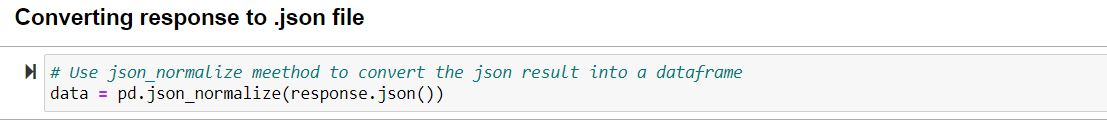 Converting response to .json file
# Use json_normalize meethod to convert the json result into a dataframe
data = pd.json_normalize(response.json())